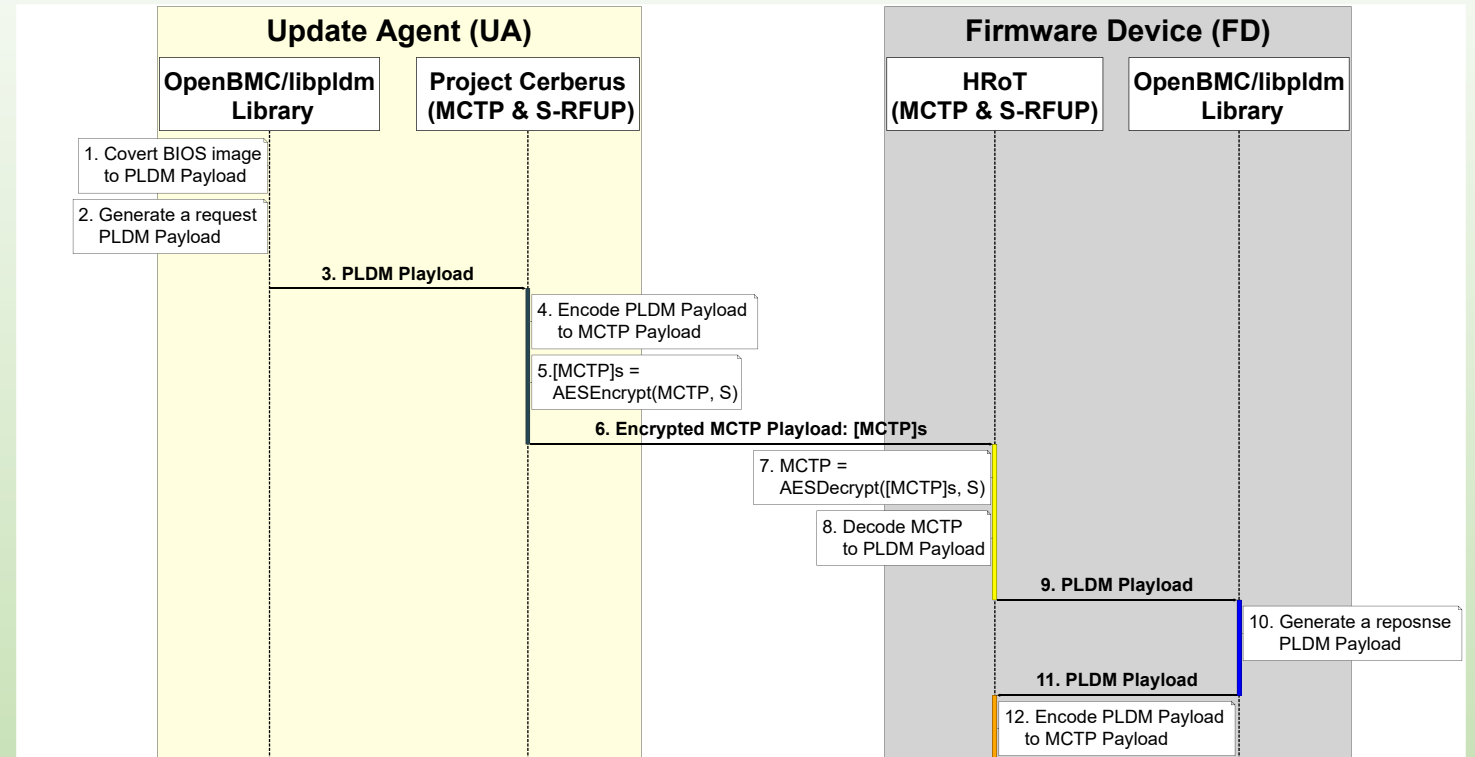 Update Agent (UA)
Firmware Device (FD)
OpenBMC/libpldm
Library
Project Cerberus
(MCTP & S-RFUP)
HRoT
(MCTP & S-RFUP)
OpenBMC/libpldm
Library
1. Covert BIOS image
to PLDM Payload
2. Generate a request
PLDM Payload
3. PLDM Playload
4. Encode PLDM Payload
to MCTP Payload
5.[MCTP]s =
AESEncrypt(MCTP, S)
6. Encrypted MCTP Playload: [MCTP]s
7. MCTP =
AESDecrypt([MCTP]s, S)
8. Decode MCTP
to PLDM Payload
9. PLDM Playload
10. Generate a reposnse
PLDM Payload
11. PLDM Playload
12. Encode PLDM Payload
to MCTP Payload